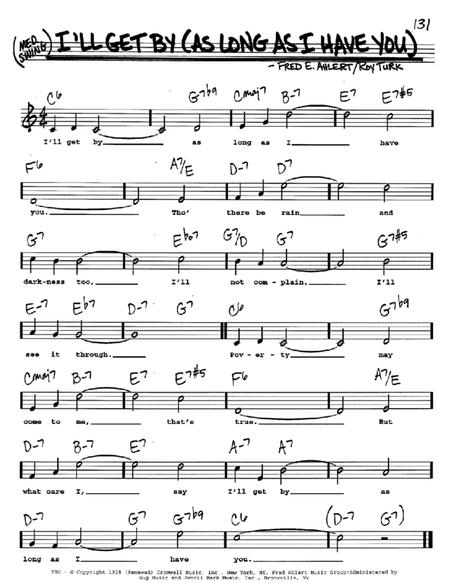 131
(MED. SWING) I'LL GET BY (AS LONG AS I HAVE YOU)
- FRED E. AHLERT/ROY TURK
C6 G7b9 Cmaj7 B-7 E7 E7#5
I'll get by as long as I have
F6 A7/E D-7 D7
you. Tho' there be rain and
G7 Eb°7 G7/D G7 G7#5
dark-ness too, I'll not com-plain, I'll
E-7 Eb7 D-7 G7 C6 G7b9
see it through. Pov-er-ty may
Cmaj7 B-7 E7 E7#5 F6 A7/E
come to me, that's true. But
D-7 B-7 E7 A-7 A7
what care I, say I'll get by as
D-7 G7 G7b9 C6 (D-7 G7)
long as I have you.
TRO - © Copyright 1928 (Renewed) Cromwell Music, Inc., New York, NY, Fred Ahlert Music Group/Administered by
Bug Music and Pencil Mark Music, Inc., Bronxville, NY